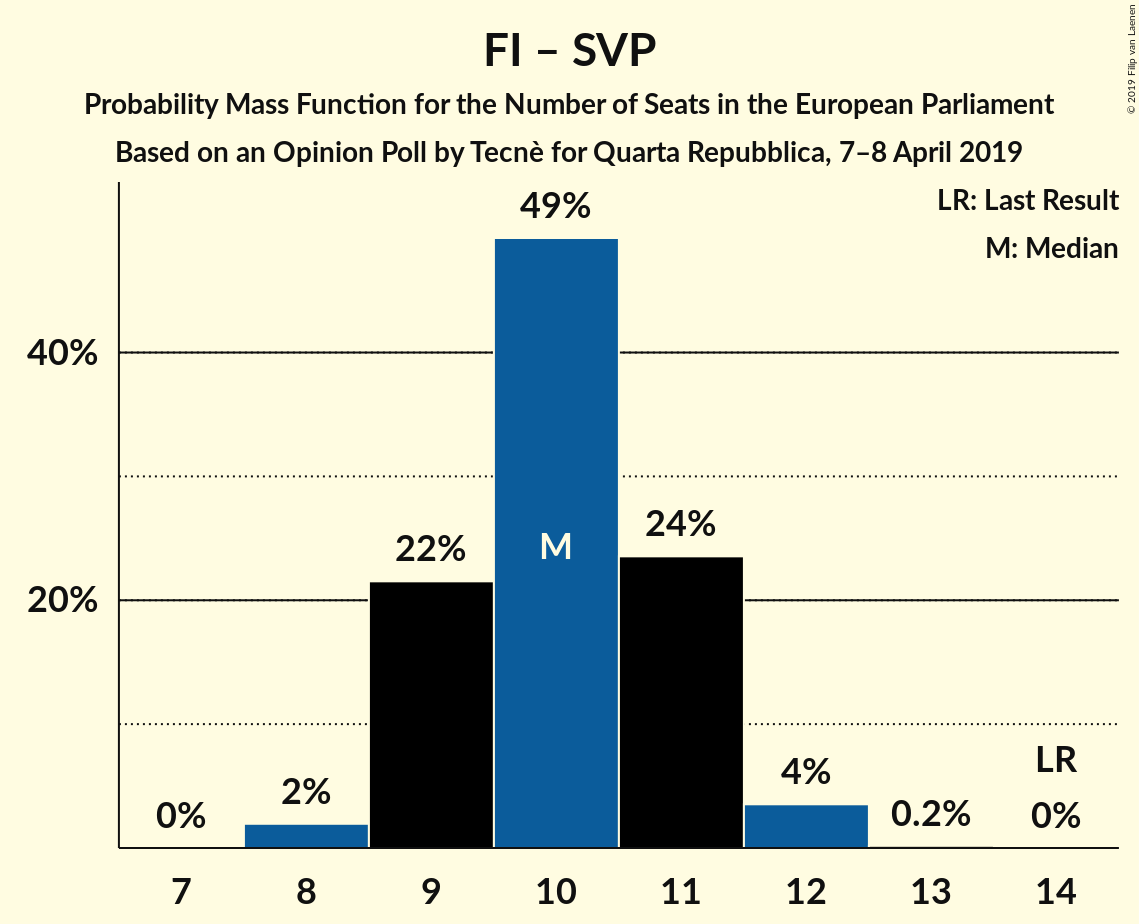 FI – SVP
Probability Mass Function for the Number of Seats in the European Parliament
Based on an Opinion Poll by Tecnè for Quarta Repubblica, 7–8 April 2019
© 2019 Filip van Laenen
LR: Last Result
M: Median
49%
40%
24%
22%
M
20%
LR
4%
2%
0%
0.2%
0%
7 8 9 10 11 12 13 14